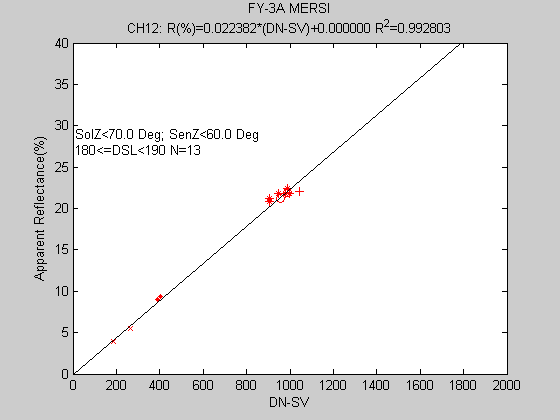 FY-3A MERSI
CH12: R(%)=0.022382*(DN-SV)+0.000000 R²=0.992803
40
35
30
25
20
15
10
5
0
Apparent Reflectance(%)
SolZ<70.0 Deg; SenZ<60.0 Deg
180<=DSL<190 N=13
0 200 400 600 800 1000 1200 1400 1600 1800 2000
DN-SV